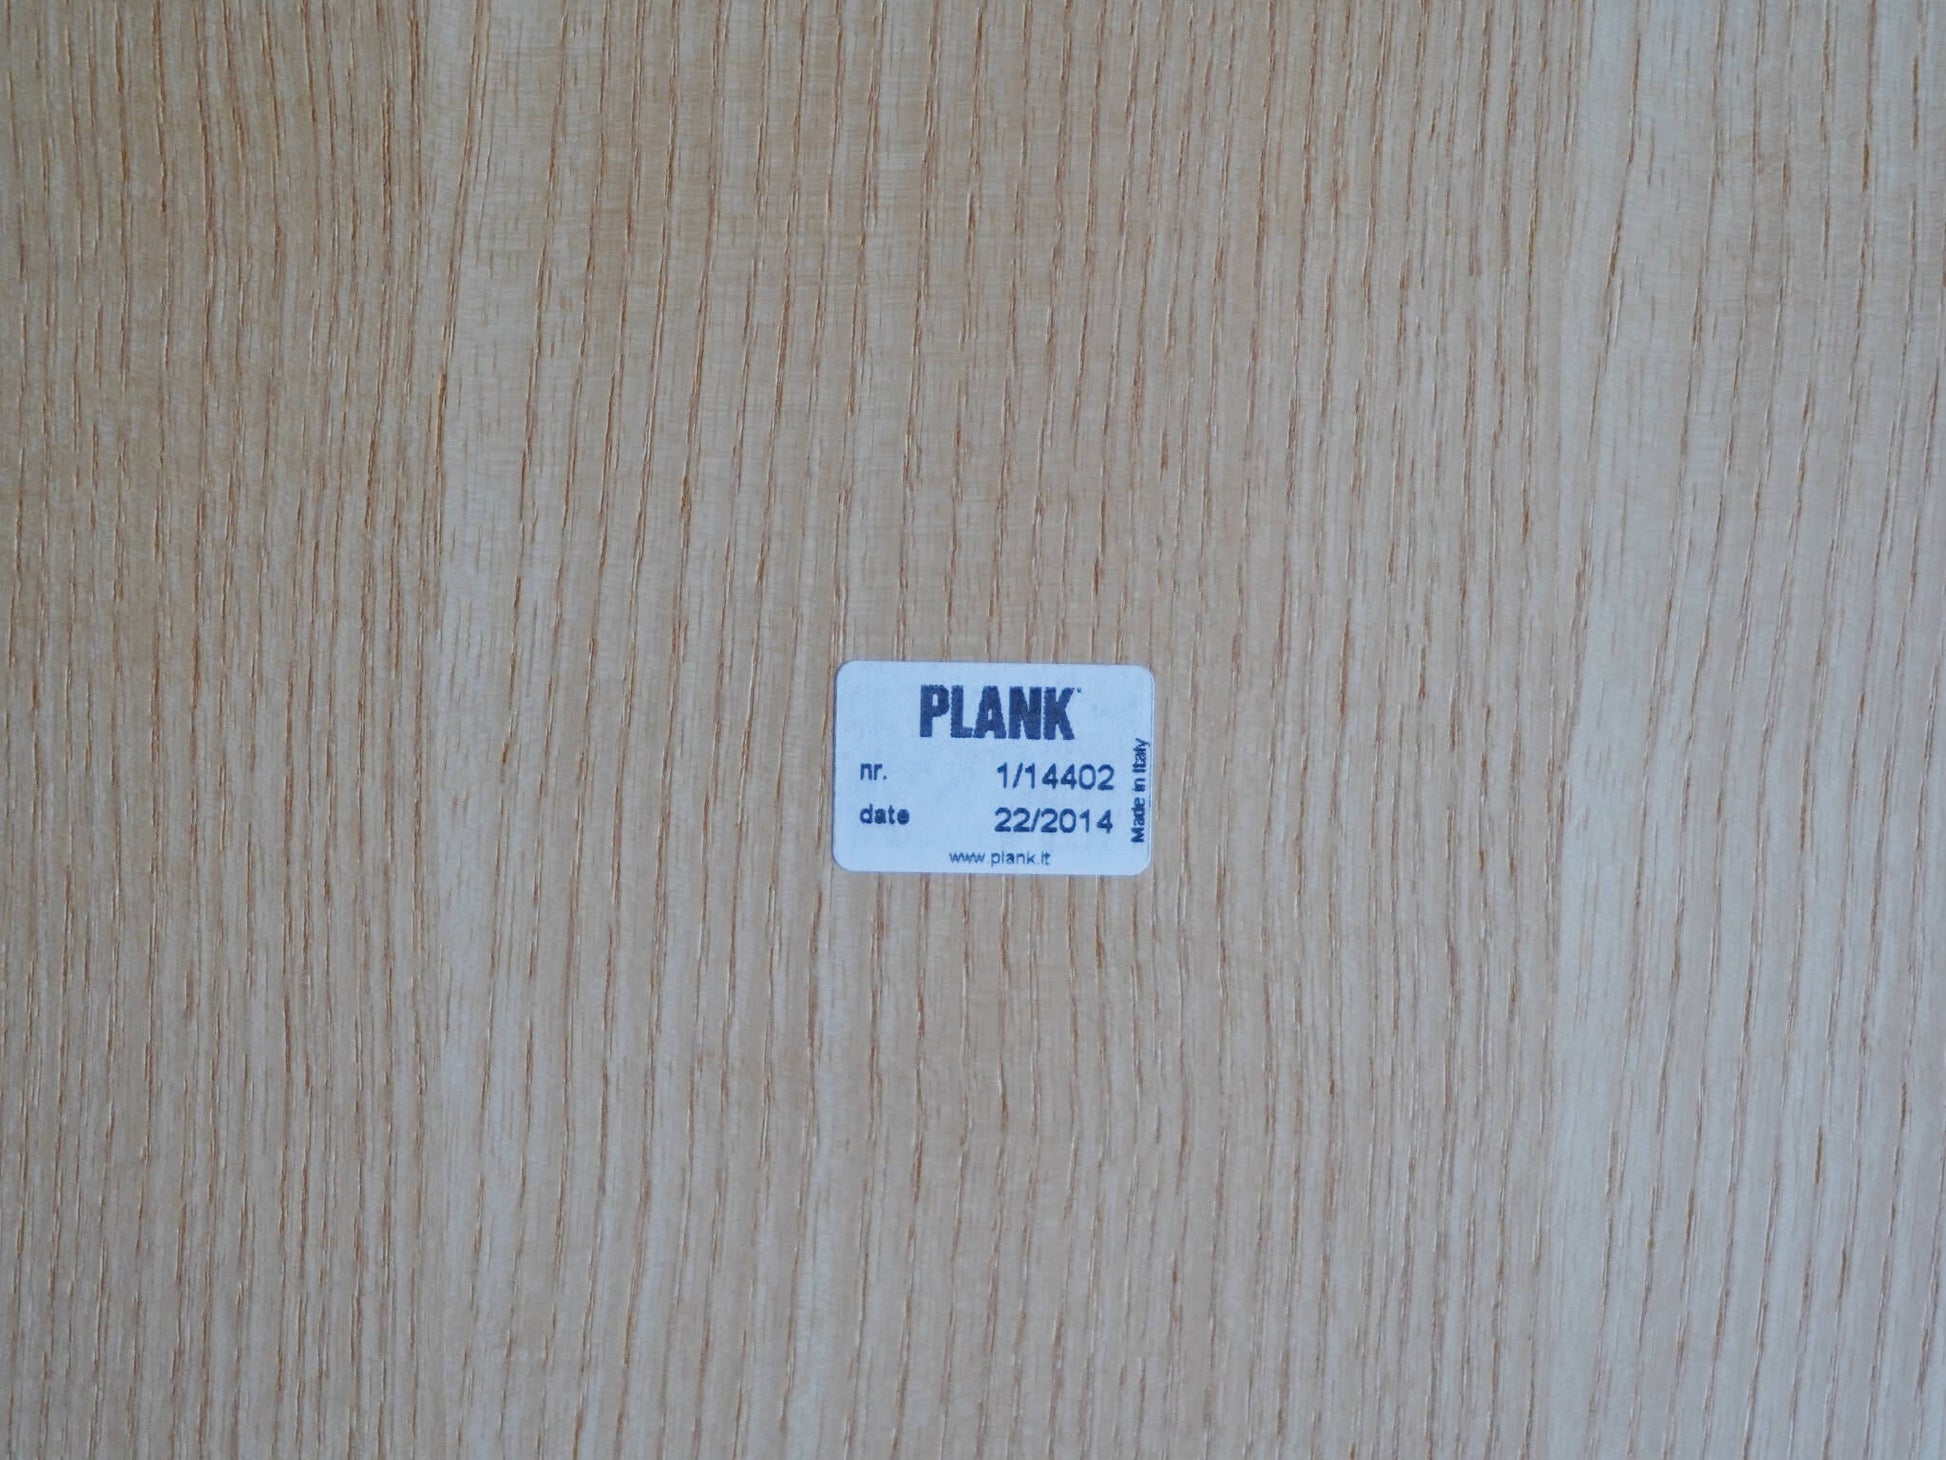 PLANK
nr. 1/14402
date 22/2014
www.plank.it
Made in Italy